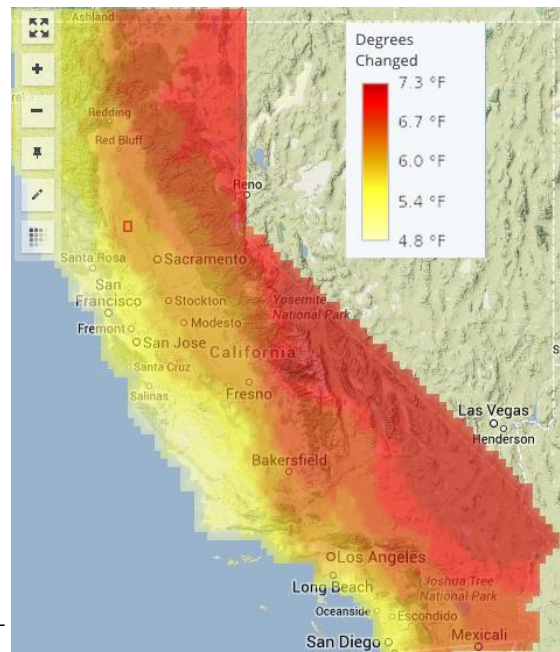 Ashland
Degrees
Changed
7.3 °F
6.7 °F
6.0 °F
5.4 °F
4.8 °F
Redding
Red Bluff
Reno
Santa Rosa
Sacramento
San
Francisco
Stockton
Yosemite
National Park
Fremont
Modesto
San Jose
California
Santa Cruz
Salinas
Fresno
Las Vegas
Henderson
Bakersfield
Los Angeles
Long Beach
Joshua Tree
National Park
Oceanside
Escondido
San Diego
Mexicali